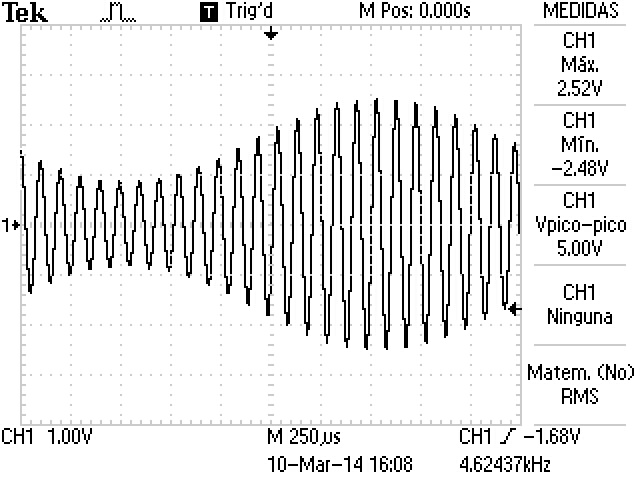 Tek T Trig'd M Pos: 0.000s MEDIDAS
CH1
Máx.
2.52V
CH1
Mín.
-2.48V
CH1
Vpico-pico
5.00V
CH1
Ninguna
Matem. (No)
RMS
1
CH1 1.00V M 250µs CH1 -1.68V
10-Mar-14 16:08 4.62437kHz